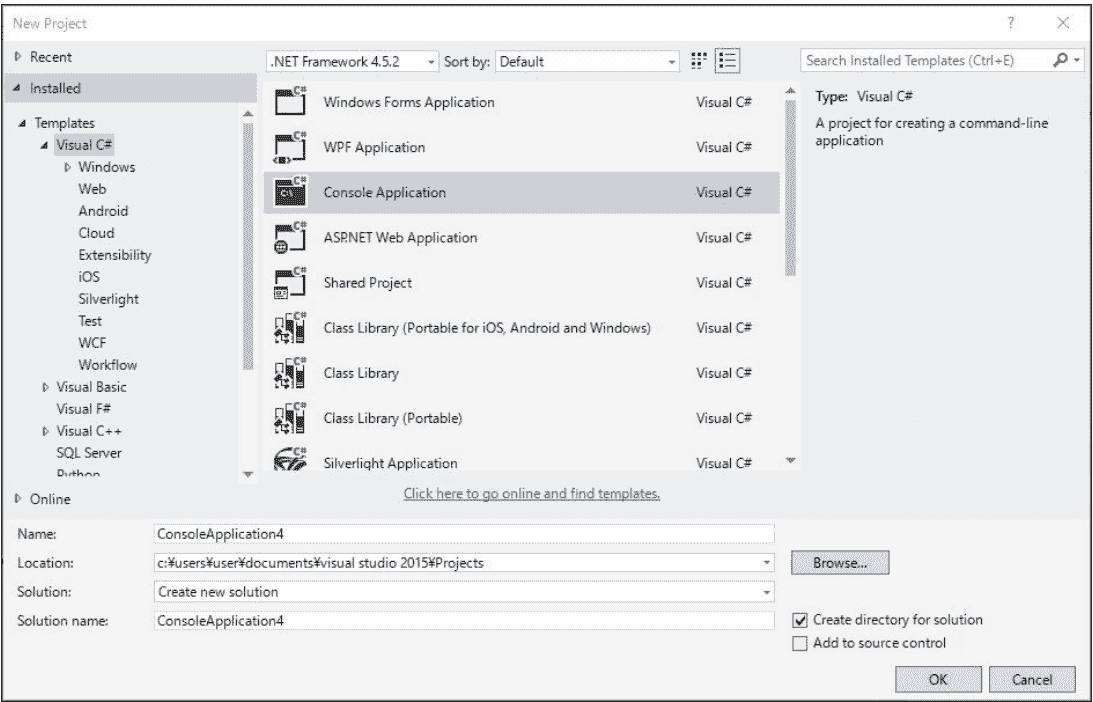 New Project
?
Recent
.NET Framework 4.5.2
Sort by: Default
Search Installed Templates (Ctrl+E)
Installed
Templates
Visual C#
Windows
Web
Android
Cloud
Extensibility
iOS
Silverlight
Test
WCF
Workflow
Visual Basic
Visual F#
Visual C++
SQL Server
Python
Online
Windows Forms Application Visual C#
WPF Application Visual C#
Console Application Visual C#
ASP.NET Web Application Visual C#
Shared Project Visual C#
Class Library (Portable for iOS, Android and Windows) Visual C#
Class Library Visual C#
Class Library (Portable) Visual C#
Silverlight Application Visual C#
Click here to go online and find templates.
Type: Visual C#
A project for creating a command-line
application
Name: ConsoleApplication4
Location: c:¥users¥user¥documents¥visual studio 2015¥Projects
Browse...
Solution: Create new solution
Solution name: ConsoleApplication4
Create directory for solution
Add to source control
OK
Cancel